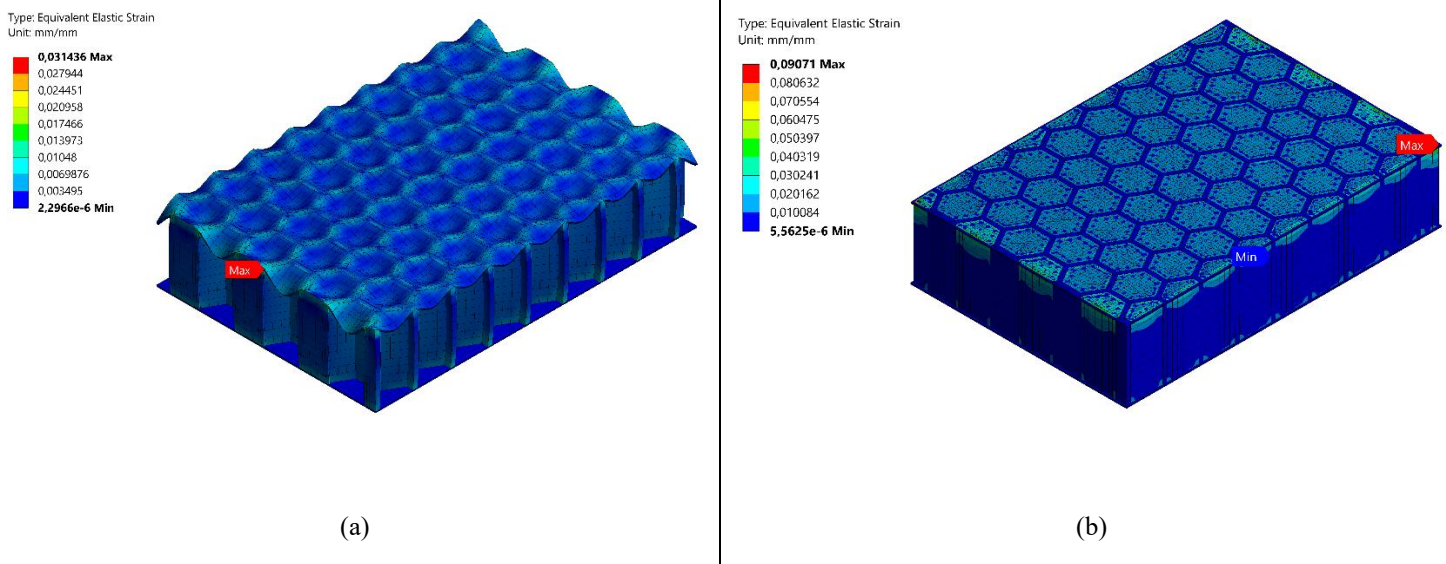 Type: Equivalent Elastic Strain
Unit: mm/mm
0,031436 Max
0,027944
0,024451
0,020958
0,017466
0,013973
0,01048
0,0069876
0,003495
2,2966e-6 Min
Max
(a)
Type: Equivalent Elastic Strain
Unit: mm/mm
0,09071 Max
0,080632
0,070554
0,060475
0,050397
0,040319
0,030241
0,020162
0,010084
5,5625e-6 Min
Max
Min
(b)